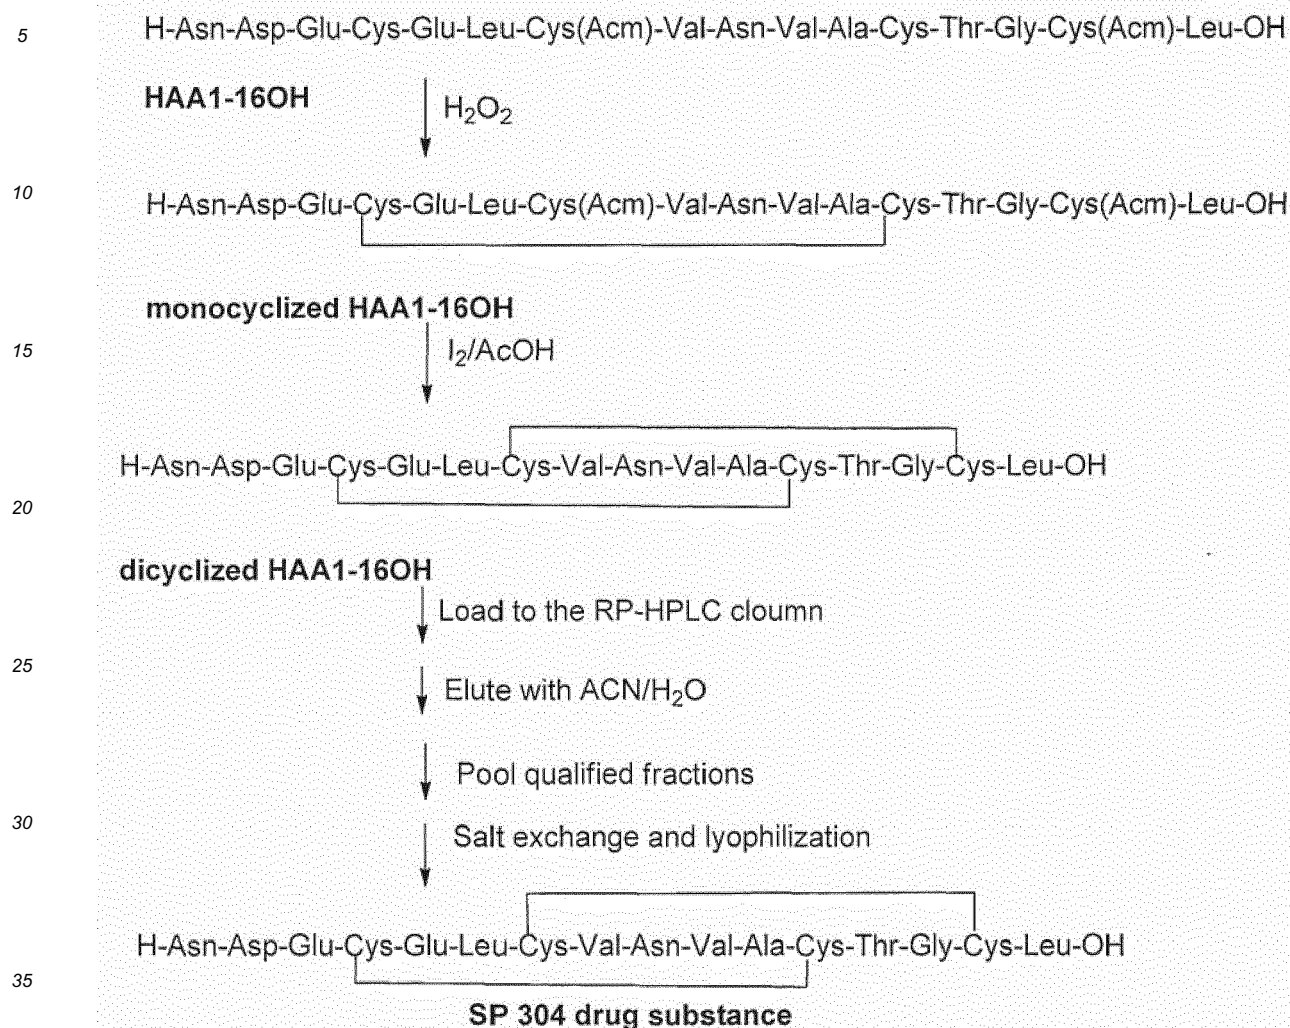 5
H-Asn-Asp-Glu-Cys-Glu-Leu-Cys(Acm)-Val-Asn-Val-Ala-Cys-Thr-Gly-Cys(Acm)-Leu-OH
HAA1-16OH
H₂O₂
10
H-Asn-Asp-Glu-Cys-Glu-Leu-Cys(Acm)-Val-Asn-Val-Ala-Cys-Thr-Gly-Cys(Acm)-Leu-OH
monocyclized HAA1-16OH
15
I₂/AcOH
H-Asn-Asp-Glu-Cys-Glu-Leu-Cys-Val-Asn-Val-Ala-Cys-Thr-Gly-Cys-Leu-OH
20
dicyclized HAA1-16OH
Load to the RP-HPLC cloumn
25
Elute with ACN/H₂O
Pool qualified fractions
30
Salt exchange and lyophilization
H-Asn-Asp-Glu-Cys-Glu-Leu-Cys-Val-Asn-Val-Ala-Cys-Thr-Gly-Cys-Leu-OH
35
SP 304 drug substance